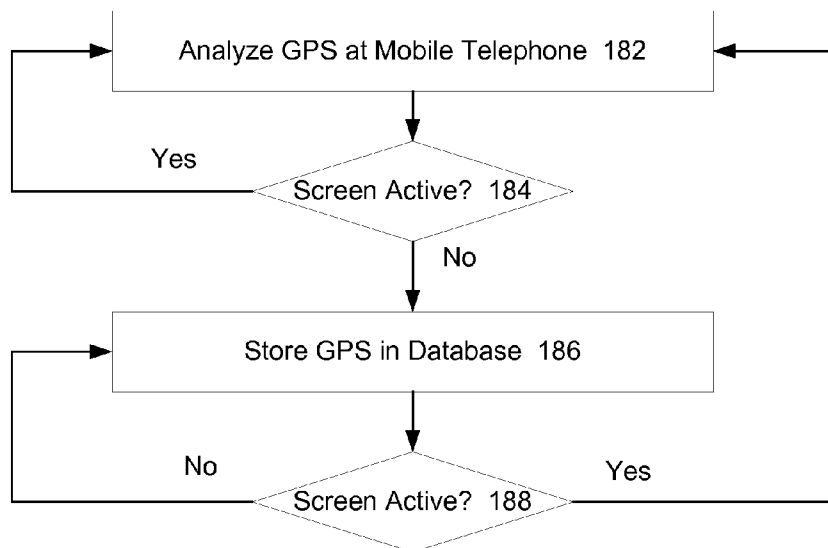 Analyze GPS at Mobile Telephone 182
Yes
Screen Active? 184
No
Store GPS in Database 186
No
Yes
Screen Active? 188